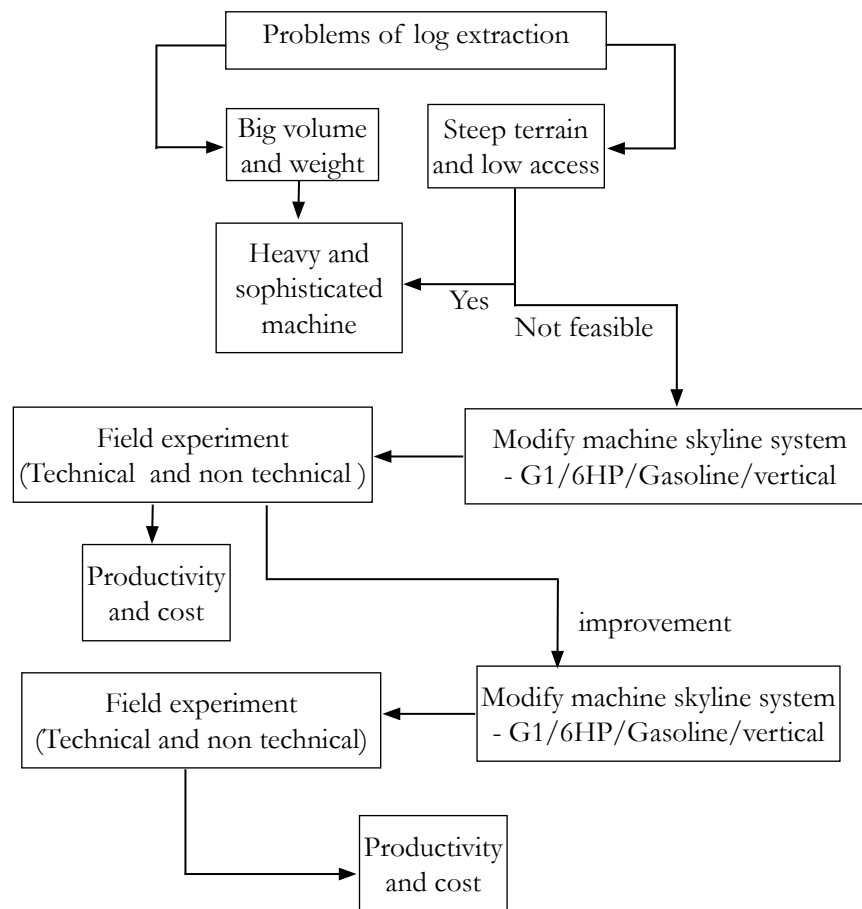 Problems of log extraction
Big volume
and weight
Steep terrain
and low access
Heavy and
sophisticated
machine
Yes
Not feasible
Field experiment
(Technical and non technical )
Modify machine skyline system
- G1/6HP/Gasoline/vertical
Productivity
and cost
improvement
Field experiment
(Technical and non technical)
Modify machine skyline system
- G1/6HP/Gasoline/vertical
Productivity
and cost